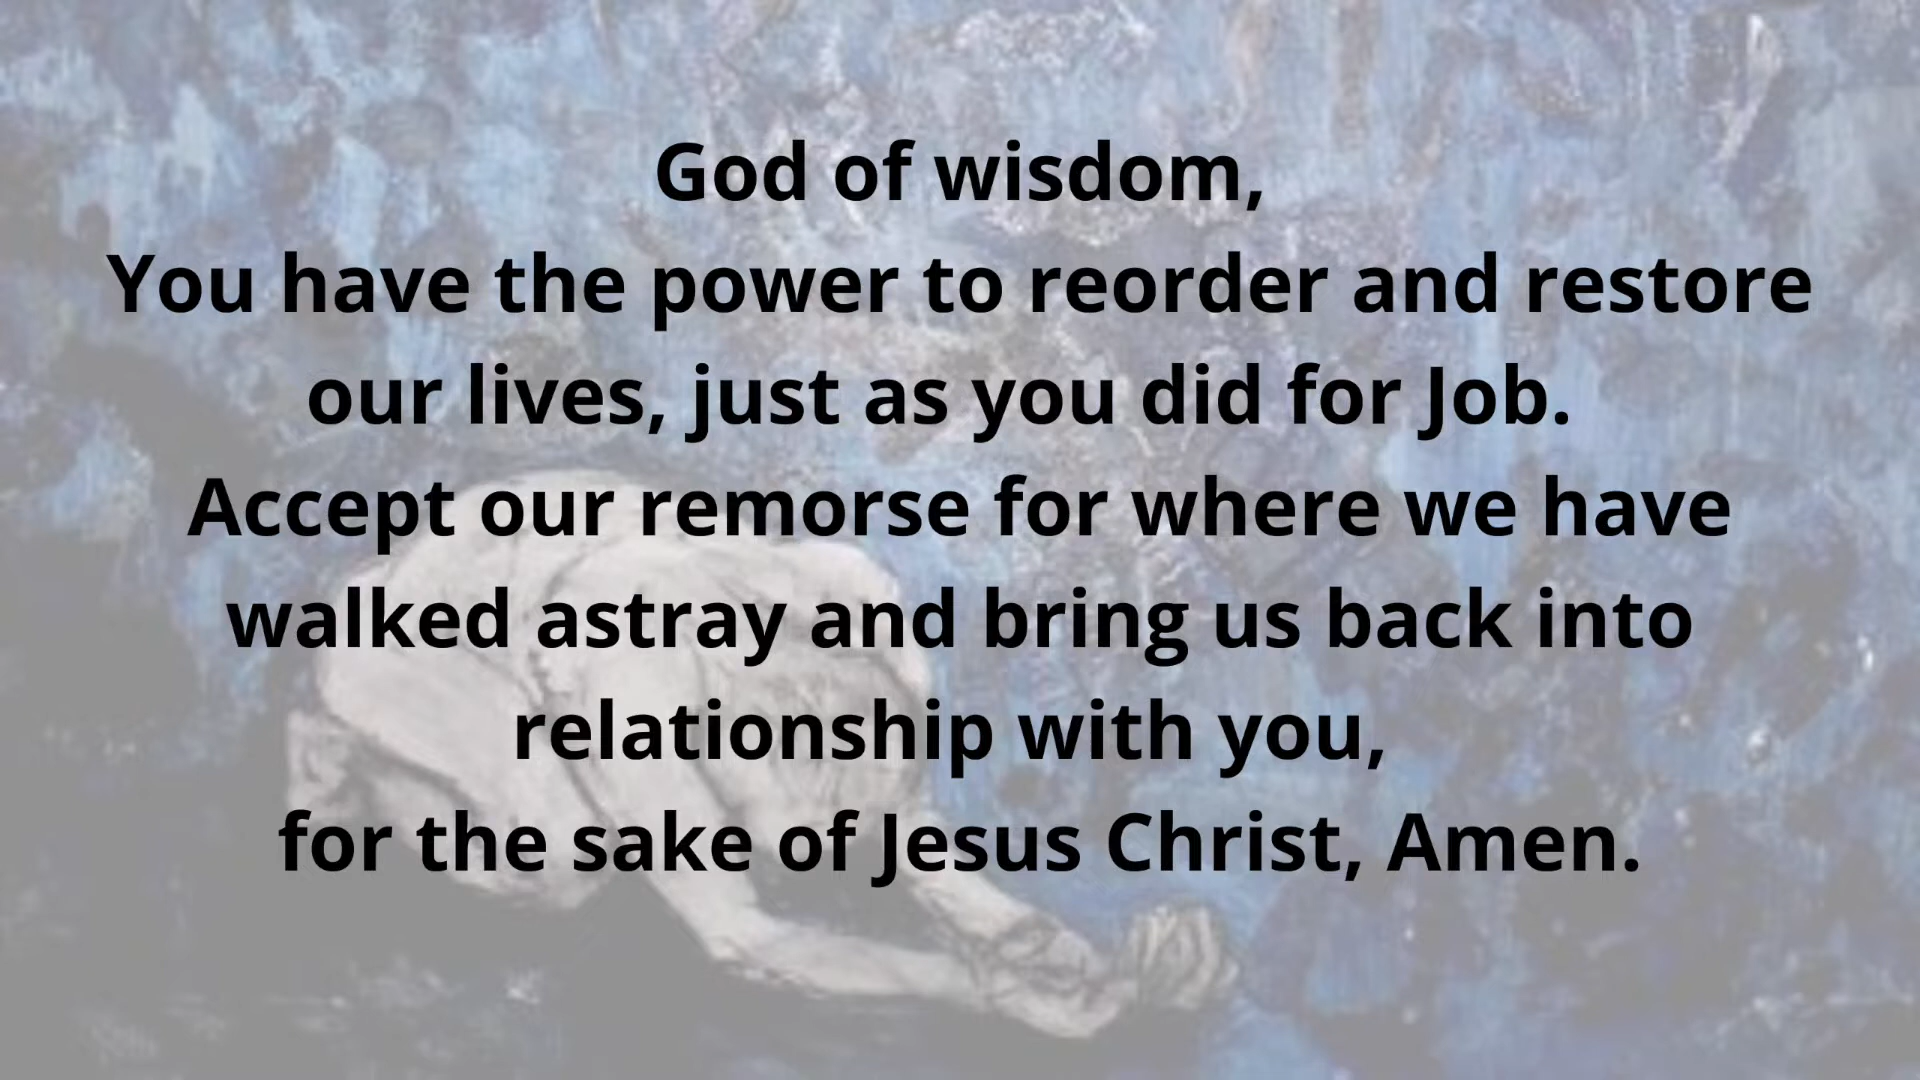 God of wisdom,
You have the power to reorder and restore
our lives, just as you did for Job.
Accept our remorse for where we have
walked astray and bring us back into
relationship with you,
for the sake of Jesus Christ, Amen.